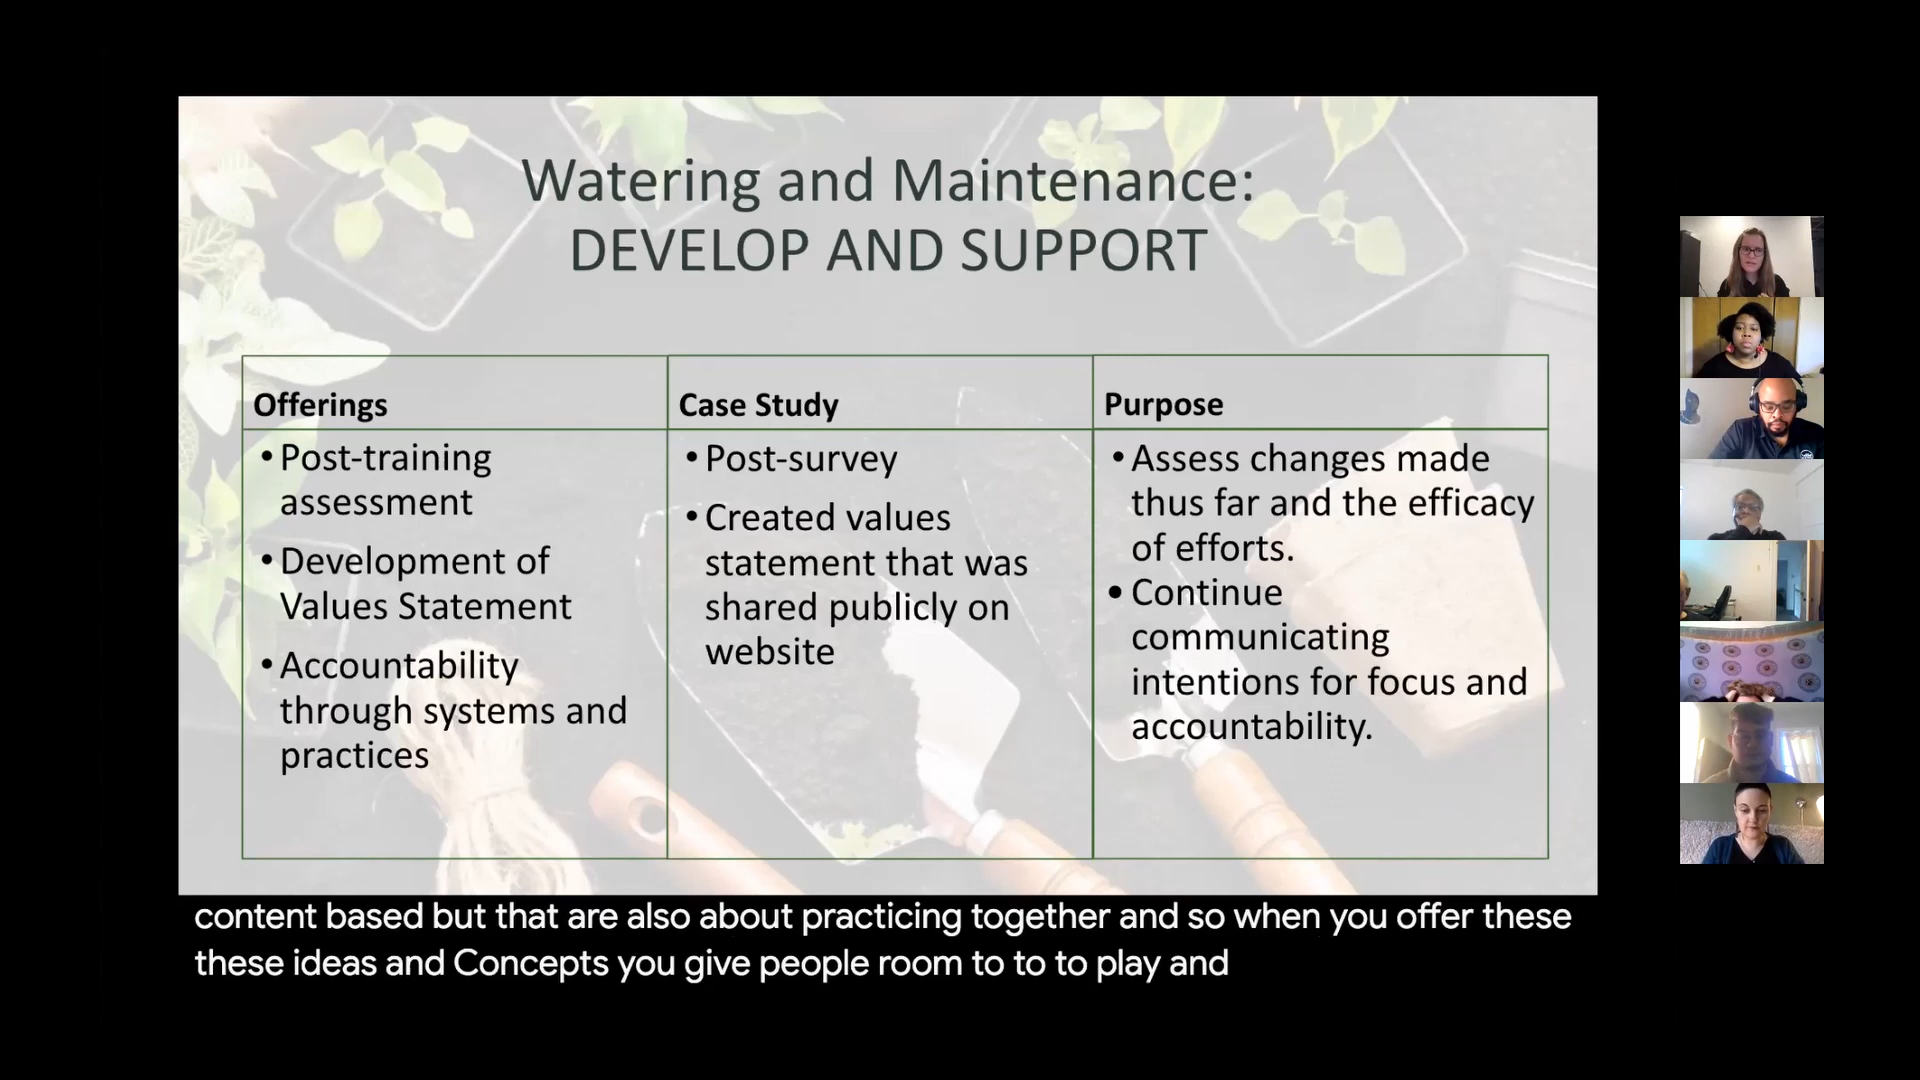 Watering and Maintenance:
DEVELOP AND SUPPORT
Offerings
• Post-training
assessment
• Development of
Values Statement
• Accountability
through systems and
practices
Case Study
• Post-survey
• Created values
statement that was
shared publicly on
website
Purpose
• Assess changes made
thus far and the efficacy
of efforts.
• Continue
communicating
intentions for focus and
accountability.
content based but that are also about practicing together and so when you offer these
these ideas and Concepts you give people room to to to play and